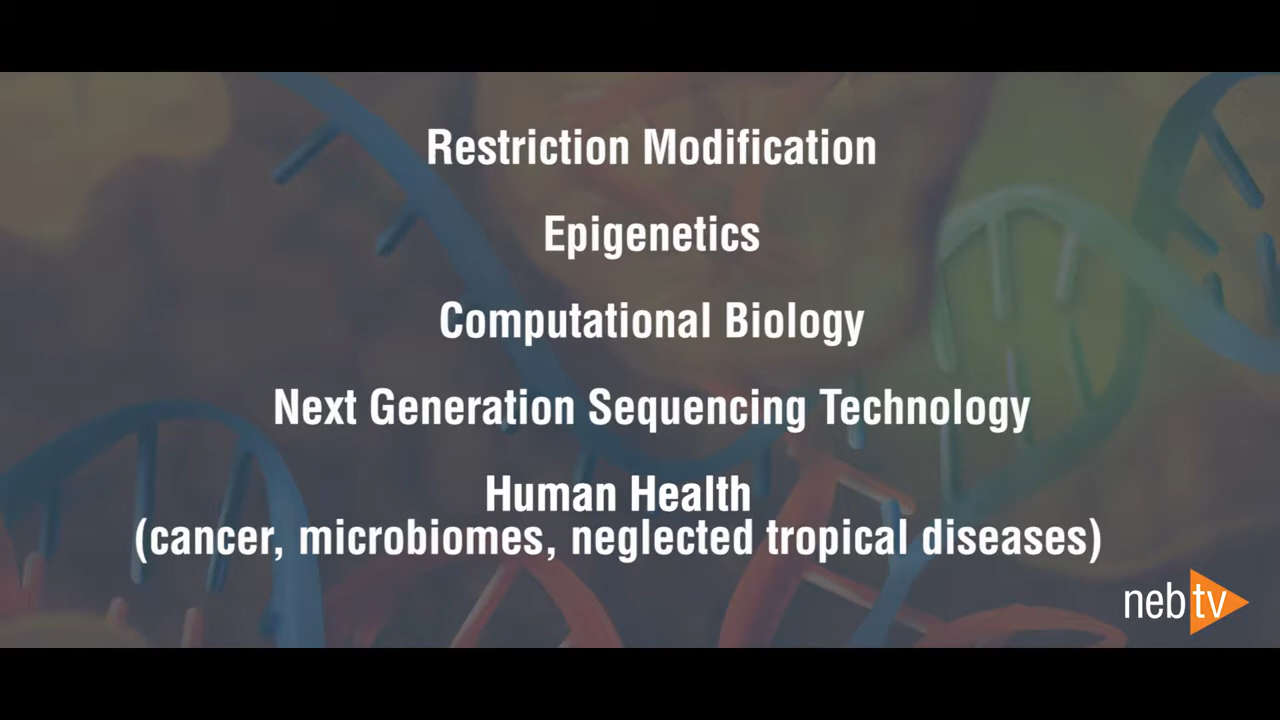 Restriction Modification
Epigenetics
Computational Biology
Next Generation Sequencing Technology
Human Health
(cancer, microbiomes, neglected tropical diseases)
neb tv